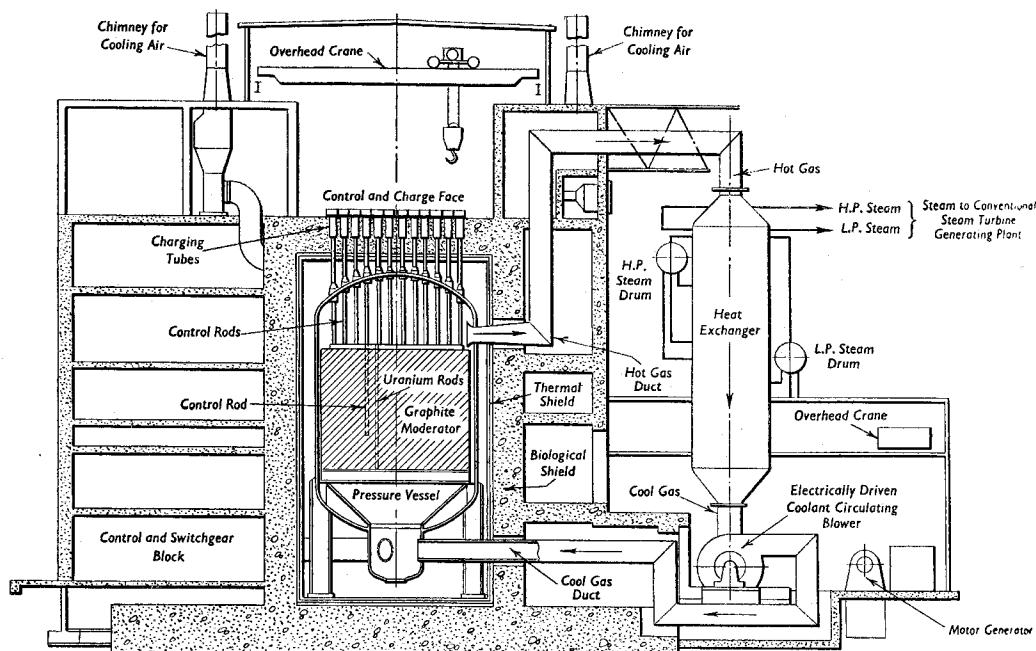 Chimney for
Cooling Air
Overhead Crane
Chimney for
Cooling Air
Hot Gas
Control and Charge Face
H.P. Steam
L.P. Steam
Steam to Conventional
Steam Turbine
Generating Plant
Charging
Tubes
H.P.
Steam
Drum
Heat
Exchanger
Control Rods
L.P. Steam
Drum
Hot Gas
Duct
Uranium Rods
Control Rod
Graphite
Moderator
Thermal
Shield
Overhead
Crane
Biological
Shield
Pressure Vessel
Cool Gas
Electrically Driven
Coolant Circulating
Blower
Control and Switchgear
Block
Cool Gas
Duct
Motor Generator